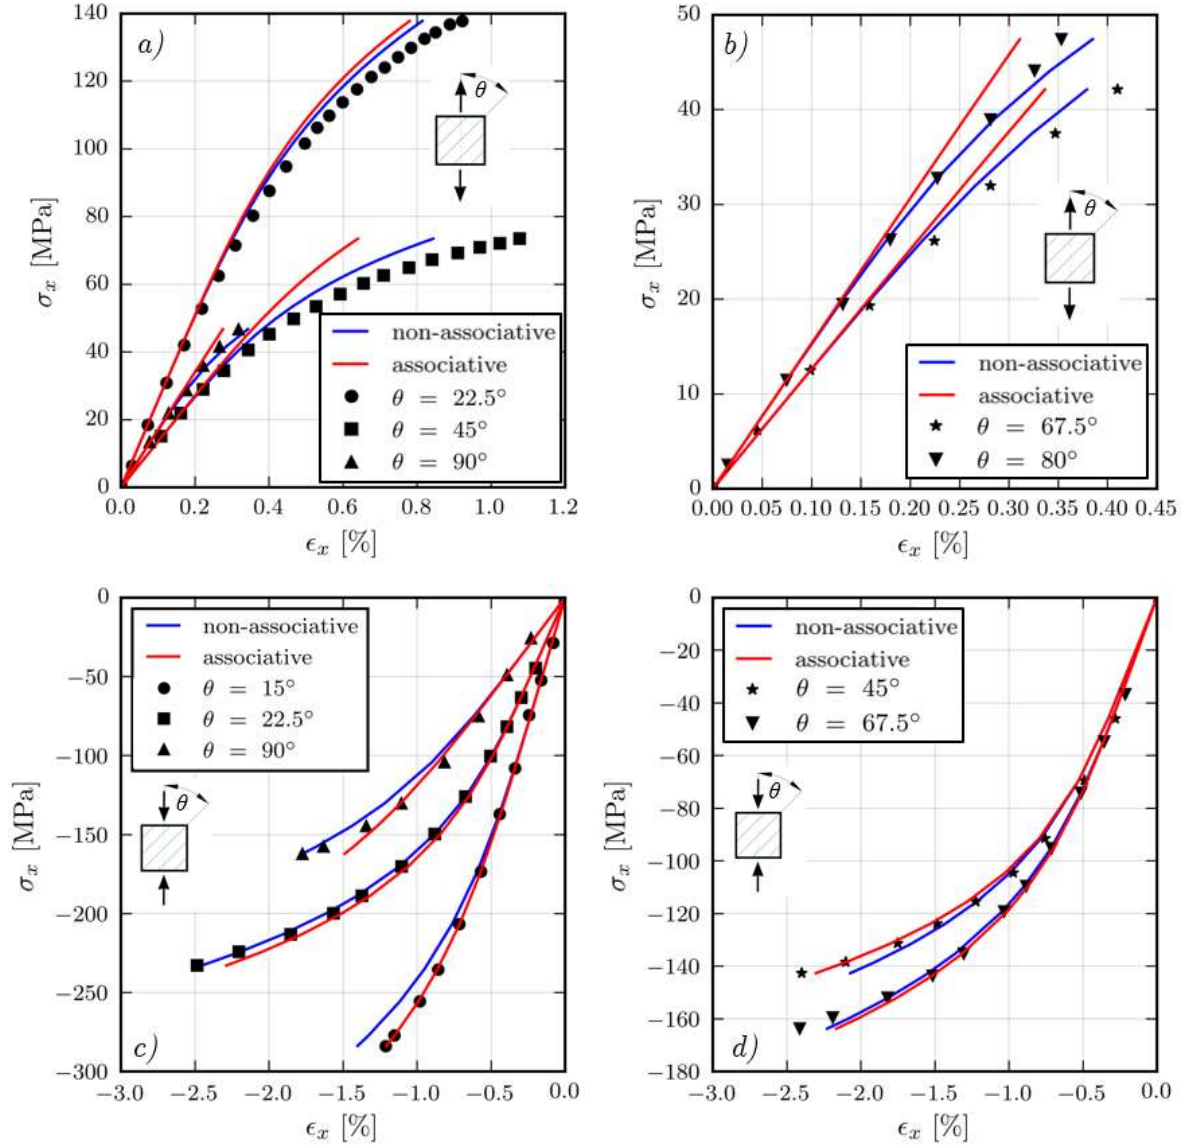 a)
σx [MPa]
140
120
100
80
60
40
20
0
0.0 0.2 0.4 0.6 0.8 1.0 1.2
ϵx [%]
θ
non-associative
associative
θ = 22.5°
θ = 45°
θ = 90°
b)
σx [MPa]
50
40
30
20
10
0
0.00 0.05 0.10 0.15 0.20 0.25 0.30 0.35 0.40 0.45
ϵx [%]
θ
non-associative
associative
θ = 67.5°
θ = 80°
c)
σx [MPa]
0
−50
−100
−150
−200
−250
−300
−3.0 −2.5 −2.0 −1.5 −1.0 −0.5 0.0
ϵx [%]
non-associative
associative
θ = 15°
θ = 22.5°
θ = 90°
θ
d)
σx [MPa]
0
−20
−40
−60
−80
−100
−120
−140
−160
−180
−3.0 −2.5 −2.0 −1.5 −1.0 −0.5 0.0
ϵx [%]
non-associative
associative
θ = 45°
θ = 67.5°
θ